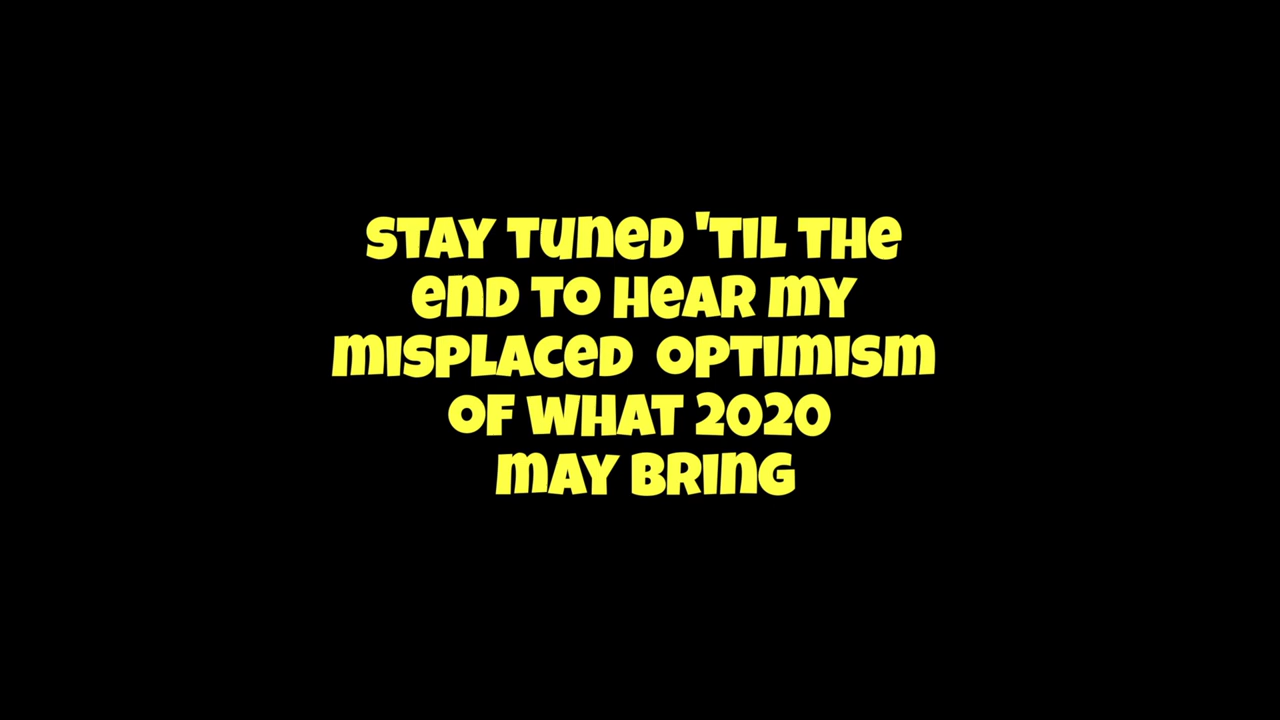 STAY TUNED 'TIL THE
END TO HEAR MY
MISPLACED  OPTIMISM
OF WHAT 2020
MAY BRING